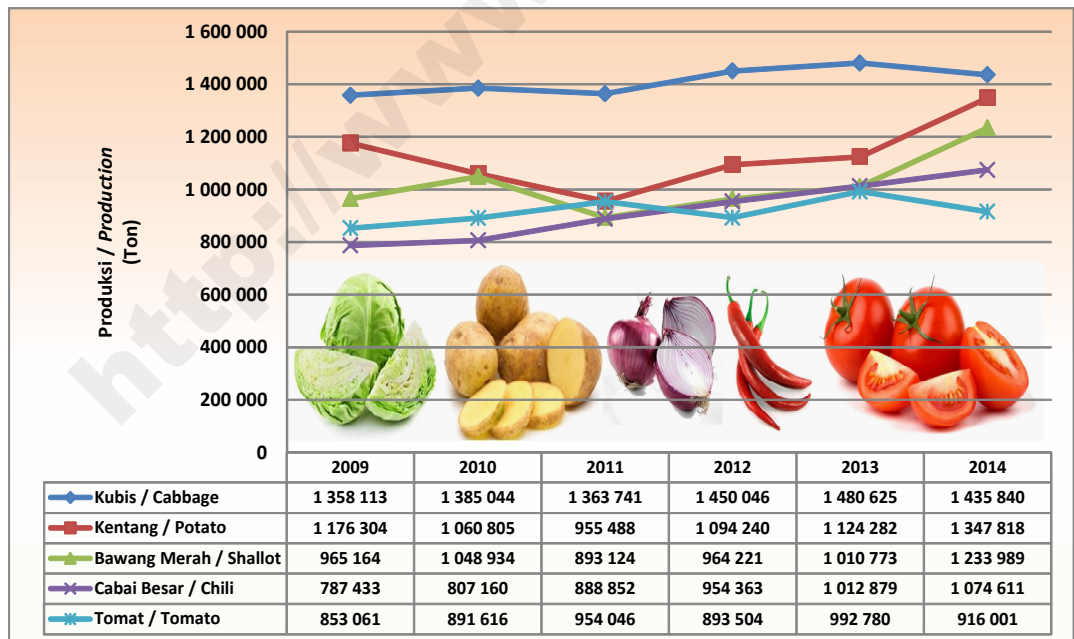 1 600 000
1 400 000
1 200 000
1 000 000
800 000
600 000
400 000
200 000
0
Produksi / Production
(Ton)
http://www
2009 2010 2011 2012 2013 2014
Kubis / Cabbage 1 358 113 1 385 044 1 363 741 1 450 046 1 480 625 1 435 840
Kentang / Potato 1 176 304 1 060 805 955 488 1 094 240 1 124 282 1 347 818
Bawang Merah / Shallot 965 164 1 048 934 893 124 964 221 1 010 773 1 233 989
Cabai Besar / Chili 787 433 807 160 888 852 954 363 1 012 879 1 074 611
Tomat / Tomato 853 061 891 616 954 046 893 504 992 780 916 001